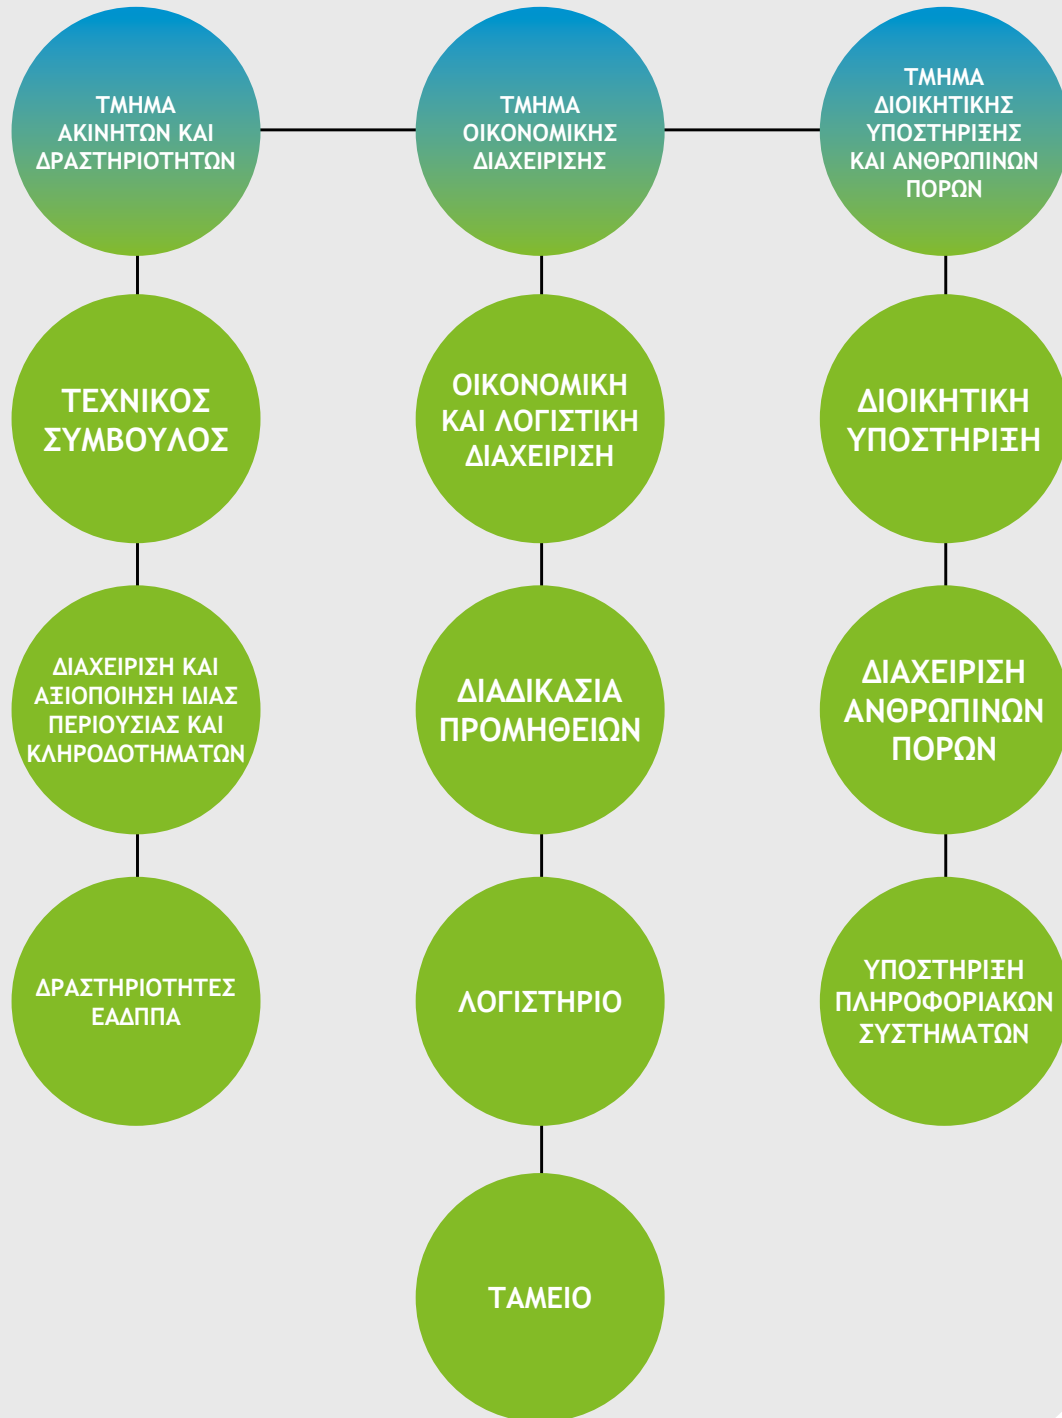 ΤΜΗΜΑ
ΑΚΙΝΗΤΩΝ ΚΑΙ
ΔΡΑΣΤΗΡΙΟΤΗΤΩΝ
ΤΜΗΜΑ
ΟΙΚΟΝΟΜΙΚΗΣ
ΔΙΑΧΕΙΡΙΣΗΣ
ΤΜΗΜΑ
ΔΙΟΙΚΗΤΙΚΗΣ
ΥΠΟΣΤΗΡΙΞΗΣ
ΚΑΙ ΑΝΘΡΩΠΙΝΩΝ
ΠΟΡΩΝ
ΤΕΧΝΙΚΟΣ
ΣΥΜΒΟΥΛΟΣ
ΟΙΚΟΝΟΜΙΚΗ
ΚΑΙ ΛΟΓΙΣΤΙΚΗ
ΔΙΑΧΕΙΡΙΣΗ
ΔΙΟΙΚΗΤΙΚΗ
ΥΠΟΣΤΗΡΙΞΗ
ΔΙΑΧΕΙΡΙΣΗ ΚΑΙ
ΑΞΙΟΠΟΙΗΣΗ ΙΔΙΑΣ
ΠΕΡΙΟΥΣΙΑΣ ΚΑΙ
ΚΛΗΡΟΔΟΤΗΜΑΤΩΝ
ΔΙΑΔΙΚΑΣΙΑ
ΠΡΟΜΗΘΕΙΩΝ
ΔΙΑΧΕΙΡΙΣΗ
ΑΝΘΡΩΠΙΝΩΝ
ΠΟΡΩΝ
ΔΡΑΣΤΗΡΙΟΤΗΤΕΣ
ΕΑΔΠΠΑ
ΛΟΓΙΣΤΗΡΙΟ
ΥΠΟΣΤΗΡΙΞΗ
ΠΛΗΡΟΦΟΡΙΑΚΩΝ
ΣΥΣΤΗΜΑΤΩΝ
ΤΑΜΕΙΟ